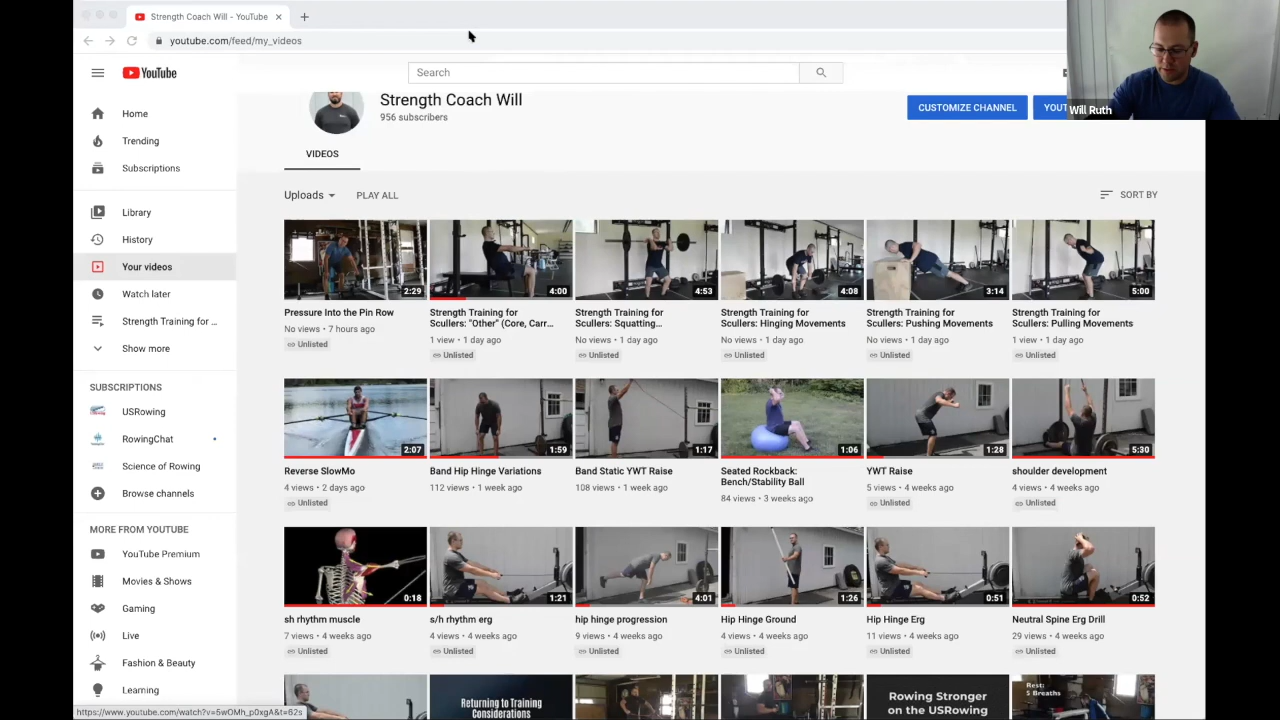 Strength Coach Will - YouTube
youtube.com/feed/my_videos
YouTube
Search
Strength Coach Will
956 subscribers
CUSTOMIZE CHANNEL
YOUT
Will Ruth
VIDEOS
Uploads
PLAY ALL
SORT BY
Home
Trending
Subscriptions
Library
History
Your videos
Watch later
Strength Training for ...
Show more
SUBSCRIPTIONS
USRowing
RowingChat
Science of Rowing
Browse channels
MORE FROM YOUTUBE
YouTube Premium
Movies & Shows
Gaming
Live
Fashion & Beauty
Learning
2:29
Pressure Into the Pin Row
No views • 7 hours ago
Unlisted
4:00
Strength Training for
Scullers: "Other" (Core, Carr...
1 view • 1 day ago
Unlisted
4:53
Strength Training for
Scullers: Squatting...
No views • 1 day ago
Unlisted
4:08
Strength Training for
Scullers: Hinging Movements
No views • 1 day ago
Unlisted
3:14
Strength Training for
Scullers: Pushing Movements
No views • 1 day ago
Unlisted
5:00
Strength Training for
Scullers: Pulling Movements
1 view • 1 day ago
Unlisted
2:07
Reverse SlowMo
4 views • 2 days ago
Unlisted
1:59
Band Hip Hinge Variations
112 views • 1 week ago
1:17
Band Static YWT Raise
108 views • 1 week ago
1:06
Seated Rockback:
Bench/Stability Ball
84 views • 3 weeks ago
1:28
YWT Raise
5 views • 4 weeks ago
Unlisted
5:30
shoulder development
4 views • 4 weeks ago
Unlisted
0:18
sh rhythm muscle
7 views • 4 weeks ago
Unlisted
1:21
s/h rhythm erg
4 views • 4 weeks ago
Unlisted
4:01
hip hinge progression
9 views • 4 weeks ago
Unlisted
1:26
Hip Hinge Ground
4 views • 4 weeks ago
Unlisted
0:51
Hip Hinge Erg
11 views • 4 weeks ago
Unlisted
0:52
Neutral Spine Erg Drill
29 views • 4 weeks ago
Unlisted
Returning to Training
Considerations
Rowing Stronger
on the USRowing
Rest:
5 Breaths
https://www.youtube.com/watch?v=5wOMh_p0xgA&t=62s